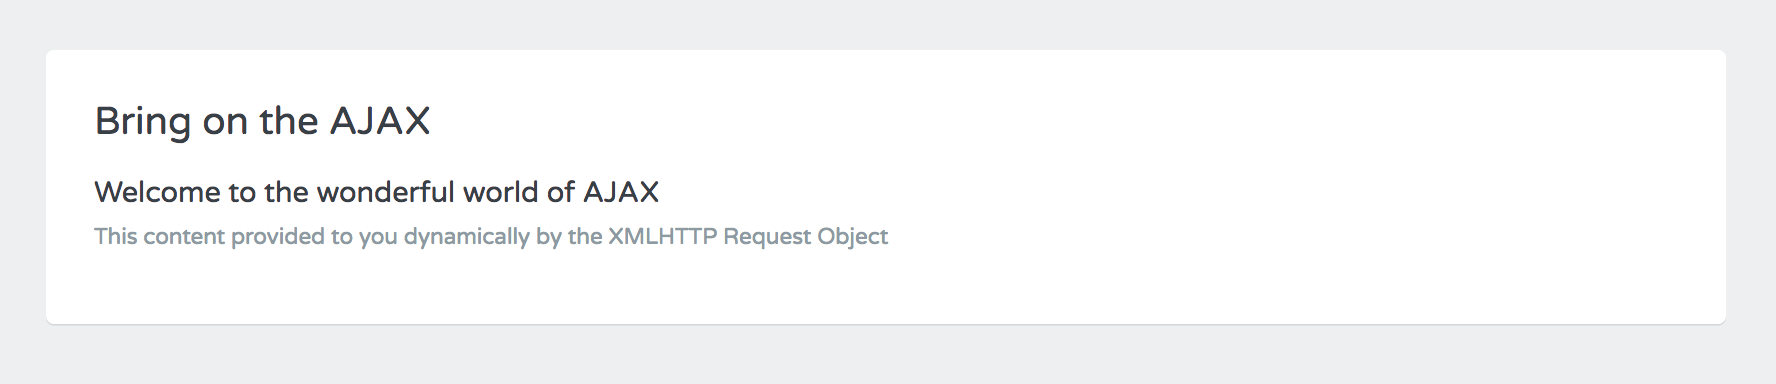 Bring on the AJAX
Welcome to the wonderful world of AJAX
This content provided to you dynamically by the XMLHTTP Request Object